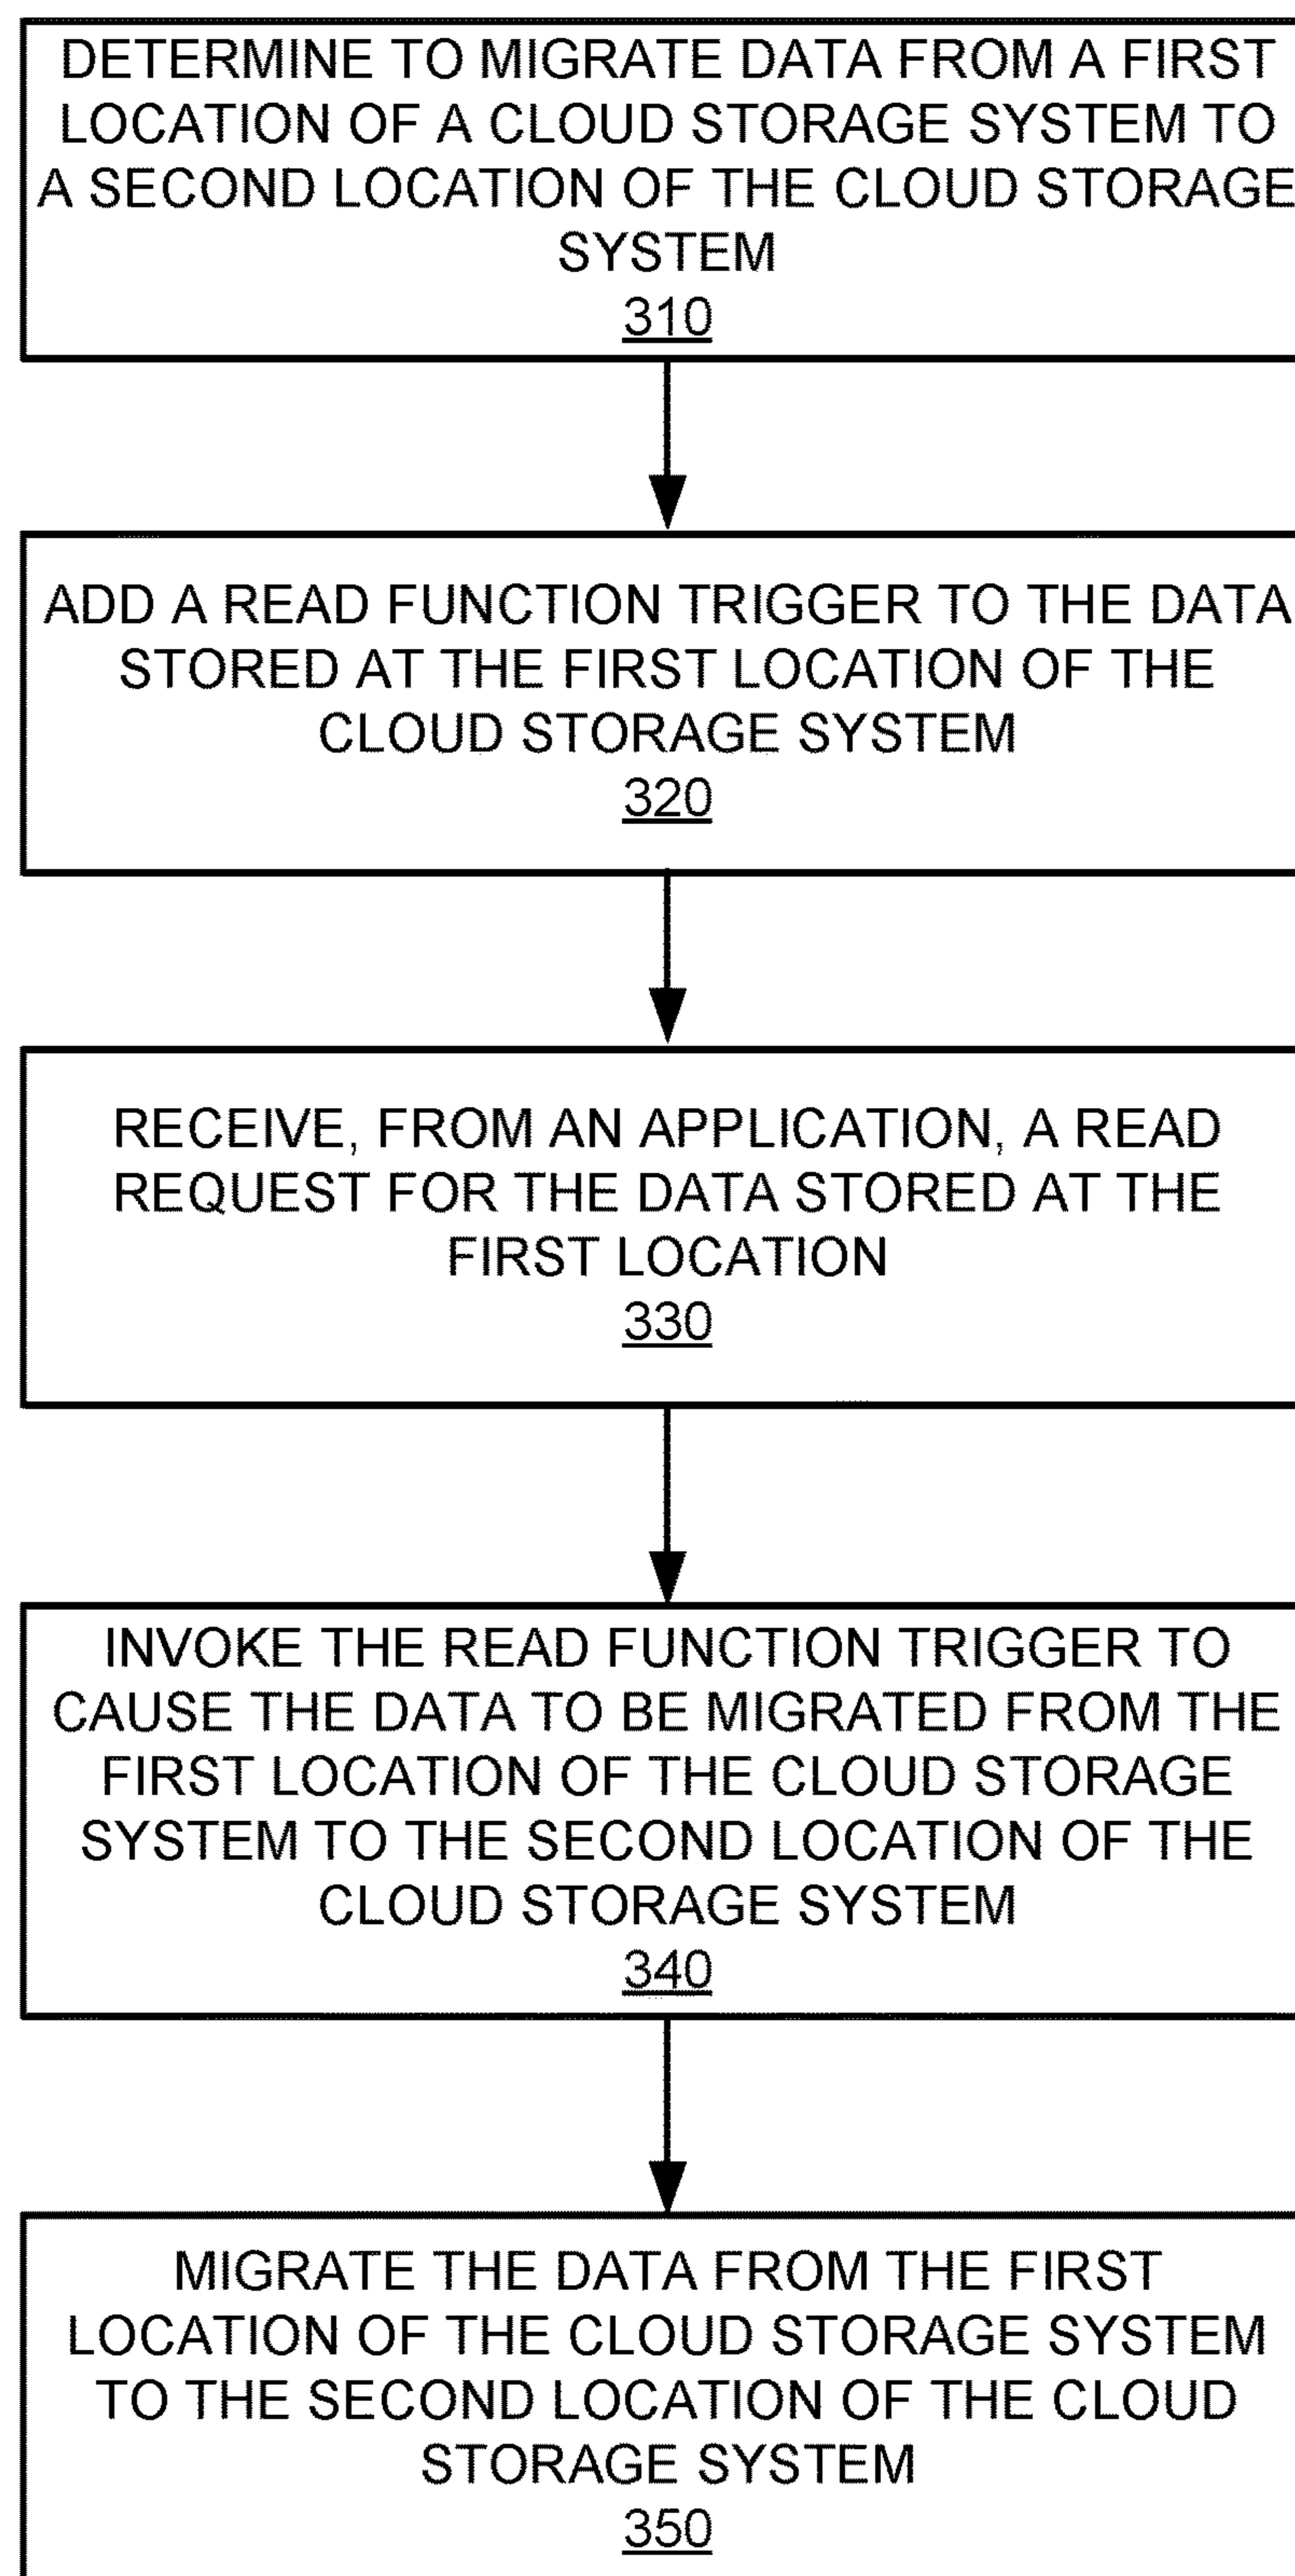 DETERMINE TO MIGRATE DATA FROM A FIRST
LOCATION OF A CLOUD STORAGE SYSTEM TO
A SECOND LOCATION OF THE CLOUD STORAGE
SYSTEM
310
ADD A READ FUNCTION TRIGGER TO THE DATA
STORED AT THE FIRST LOCATION OF THE
CLOUD STORAGE SYSTEM
320
RECEIVE, FROM AN APPLICATION, A READ
REQUEST FOR THE DATA STORED AT THE
FIRST LOCATION
330
INVOKE THE READ FUNCTION TRIGGER TO
CAUSE THE DATA TO BE MIGRATED FROM THE
FIRST LOCATION OF THE CLOUD STORAGE
SYSTEM TO THE SECOND LOCATION OF THE
CLOUD STORAGE SYSTEM
340
MIGRATE THE DATA FROM THE FIRST
LOCATION OF THE CLOUD STORAGE SYSTEM
TO THE SECOND LOCATION OF THE CLOUD
STORAGE SYSTEM
350